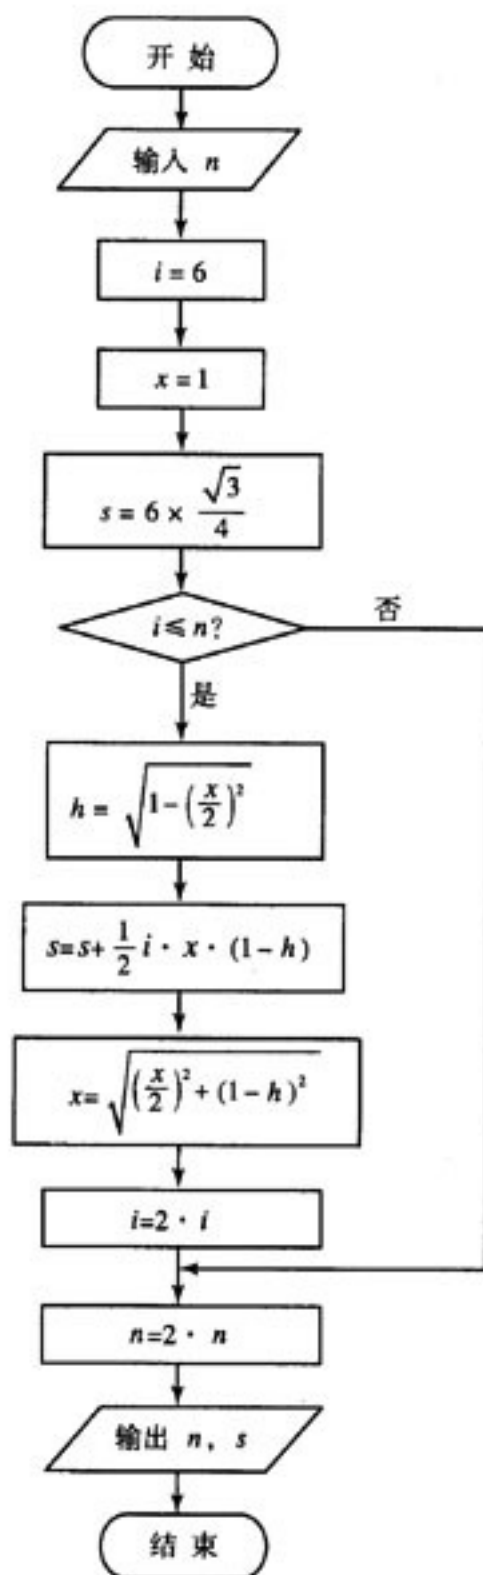 开 始
输入 n
i = 6
x = 1
s = 6 × √3/4
i ≤ n?
否
是
h = √(1 − (x/2)²)
s=s+ 1/2 i · x · (1 − h)
x= √((x/2)² + (1 − h)²)
i=2 · i
n=2 · n
输出 n, s
结 束